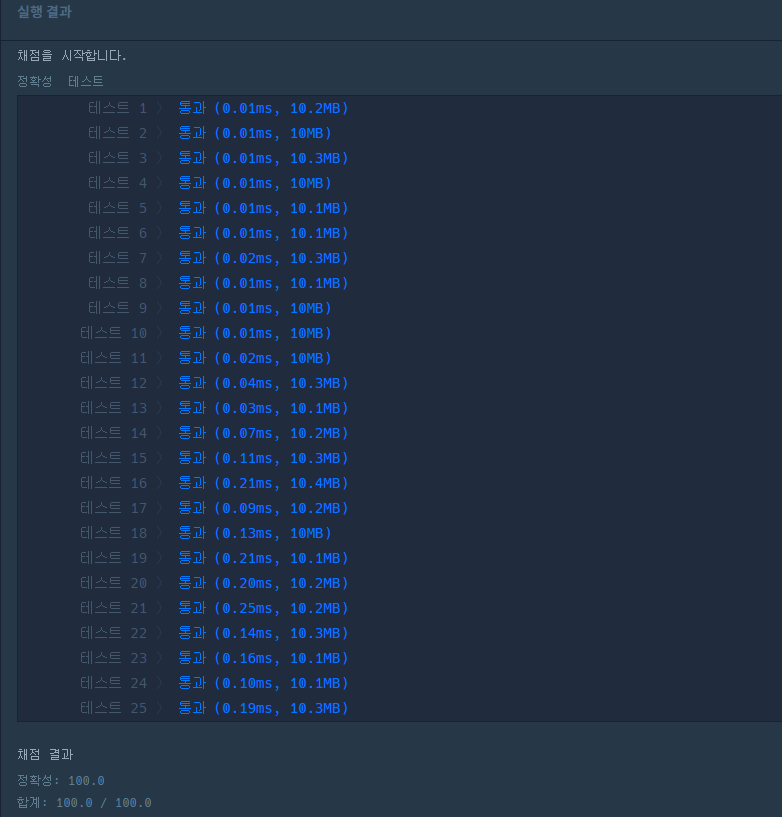 실행 결과
채점을 시작합니다.
정확성 테스트
테스트 1 〉 통과 (0.01ms, 10.2MB)
테스트 2 〉 통과 (0.01ms, 10MB)
테스트 3 〉 통과 (0.01ms, 10.3MB)
테스트 4 〉 통과 (0.01ms, 10MB)
테스트 5 〉 통과 (0.01ms, 10.1MB)
테스트 6 〉 통과 (0.01ms, 10.1MB)
테스트 7 〉 통과 (0.02ms, 10.3MB)
테스트 8 〉 통과 (0.01ms, 10.1MB)
테스트 9 〉 통과 (0.01ms, 10MB)
테스트 10 〉 통과 (0.01ms, 10MB)
테스트 11 〉 통과 (0.02ms, 10MB)
테스트 12 〉 통과 (0.04ms, 10.3MB)
테스트 13 〉 통과 (0.03ms, 10.1MB)
테스트 14 〉 통과 (0.07ms, 10.2MB)
테스트 15 〉 통과 (0.11ms, 10.3MB)
테스트 16 〉 통과 (0.21ms, 10.4MB)
테스트 17 〉 통과 (0.09ms, 10.2MB)
테스트 18 〉 통과 (0.13ms, 10MB)
테스트 19 〉 통과 (0.21ms, 10.1MB)
테스트 20 〉 통과 (0.20ms, 10.2MB)
테스트 21 〉 통과 (0.25ms, 10.2MB)
테스트 22 〉 통과 (0.14ms, 10.3MB)
테스트 23 〉 통과 (0.16ms, 10.1MB)
테스트 24 〉 통과 (0.10ms, 10.1MB)
테스트 25 〉 통과 (0.19ms, 10.3MB)
채점 결과
정확성: 100.0
합계: 100.0 / 100.0